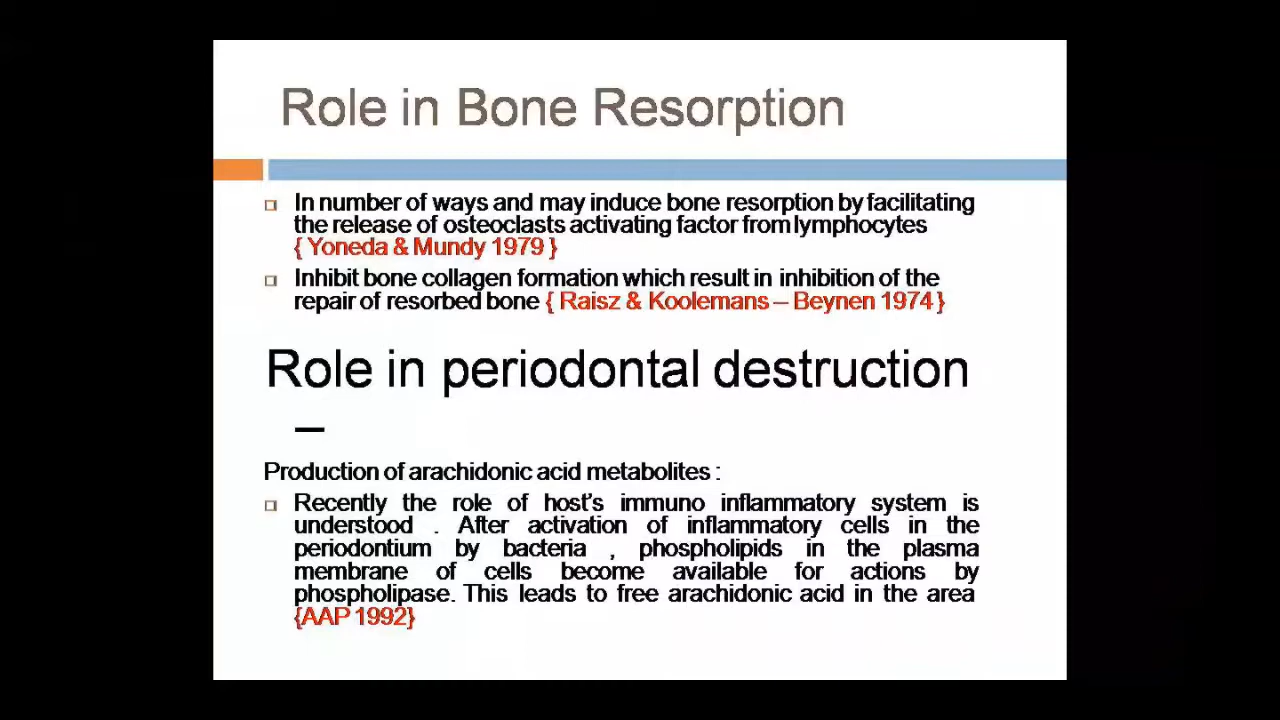 Role in Bone Resorption
In number of ways and may induce bone resorption by facilitating
the release of osteoclasts activating factor from lymphocytes
{ Yoneda & Mundy 1979 }
Inhibit bone collagen formation which result in inhibition of the
repair of resorbed bone { Raisz & Koolemans – Beynen 1974 }
Role in periodontal destruction
–
Production of arachidonic acid metabolites :
Recently the role of host's immuno inflammatory system is
understood . After activation of inflammatory cells in the
periodontium by bacteria , phospholipids in the plasma
membrane of cells become available for actions by
phospholipase. This leads to free arachidonic acid in the area
{AAP 1992}